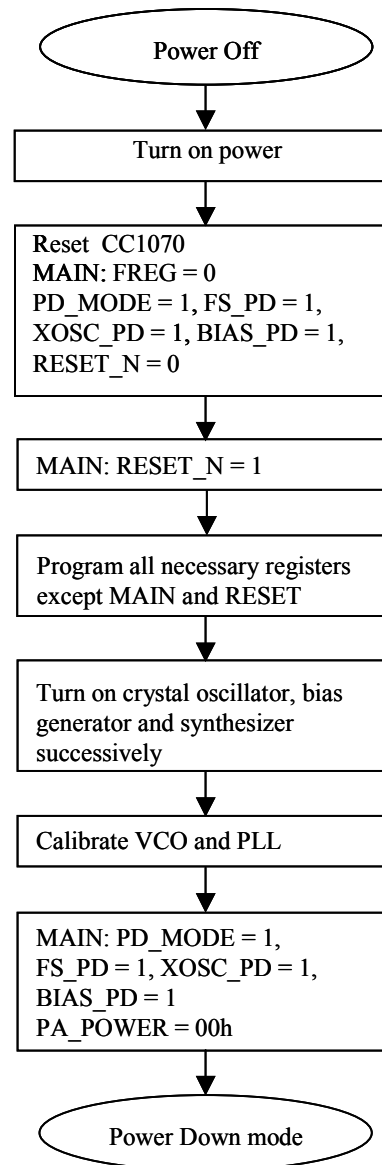 Power Off
Turn on power
Reset CC1070
MAIN: FREG = 0
PD_MODE = 1, FS_PD = 1,
XOSC_PD = 1, BIAS_PD = 1,
RESET_N = 0
MAIN: RESET_N = 1
Program all necessary registers
except MAIN and RESET
Turn on crystal oscillator, bias
generator and synthesizer
successively
Calibrate VCO and PLL
MAIN: PD_MODE = 1,
FS_PD = 1, XOSC_PD = 1,
BIAS_PD = 1
PA_POWER = 00h
Power Down mode